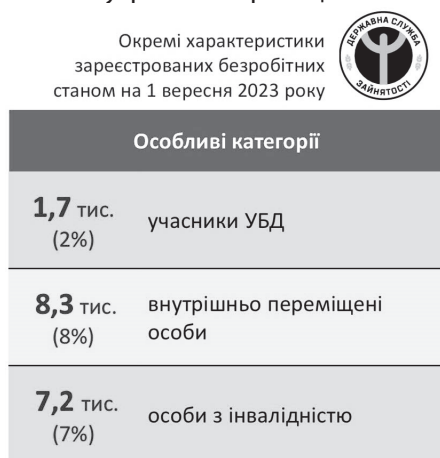 Окремі характеристики
зареєстрованих безробітних
станом на 1 вересня 2023 року
ДЕРЖАВНА СЛУЖБА
ЗАЙНЯТОСТІ
Особливі категорії
1,7 тис.
(2%)
учасники УБД
8,3 тис.
(8%)
внутрішньо переміщені
особи
7,2 тис.
(7%)
особи з інвалідністю